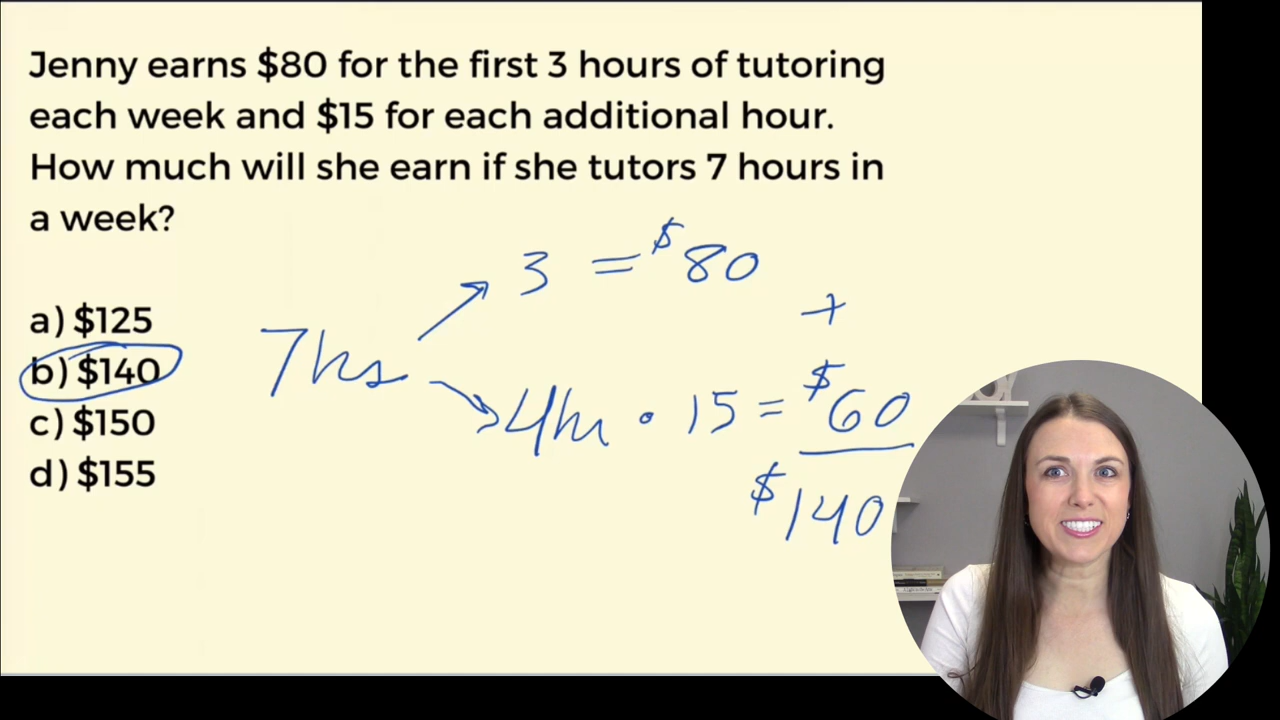 Jenny earns $80 for the first 3 hours of tutoring
each week and $15 for each additional hour.
How much will she earn if she tutors 7 hours in
a week?
3 = $80
+
a) $125
b) $140
c) $150
d) $155
7hs
4hr • 15 = $60
$140